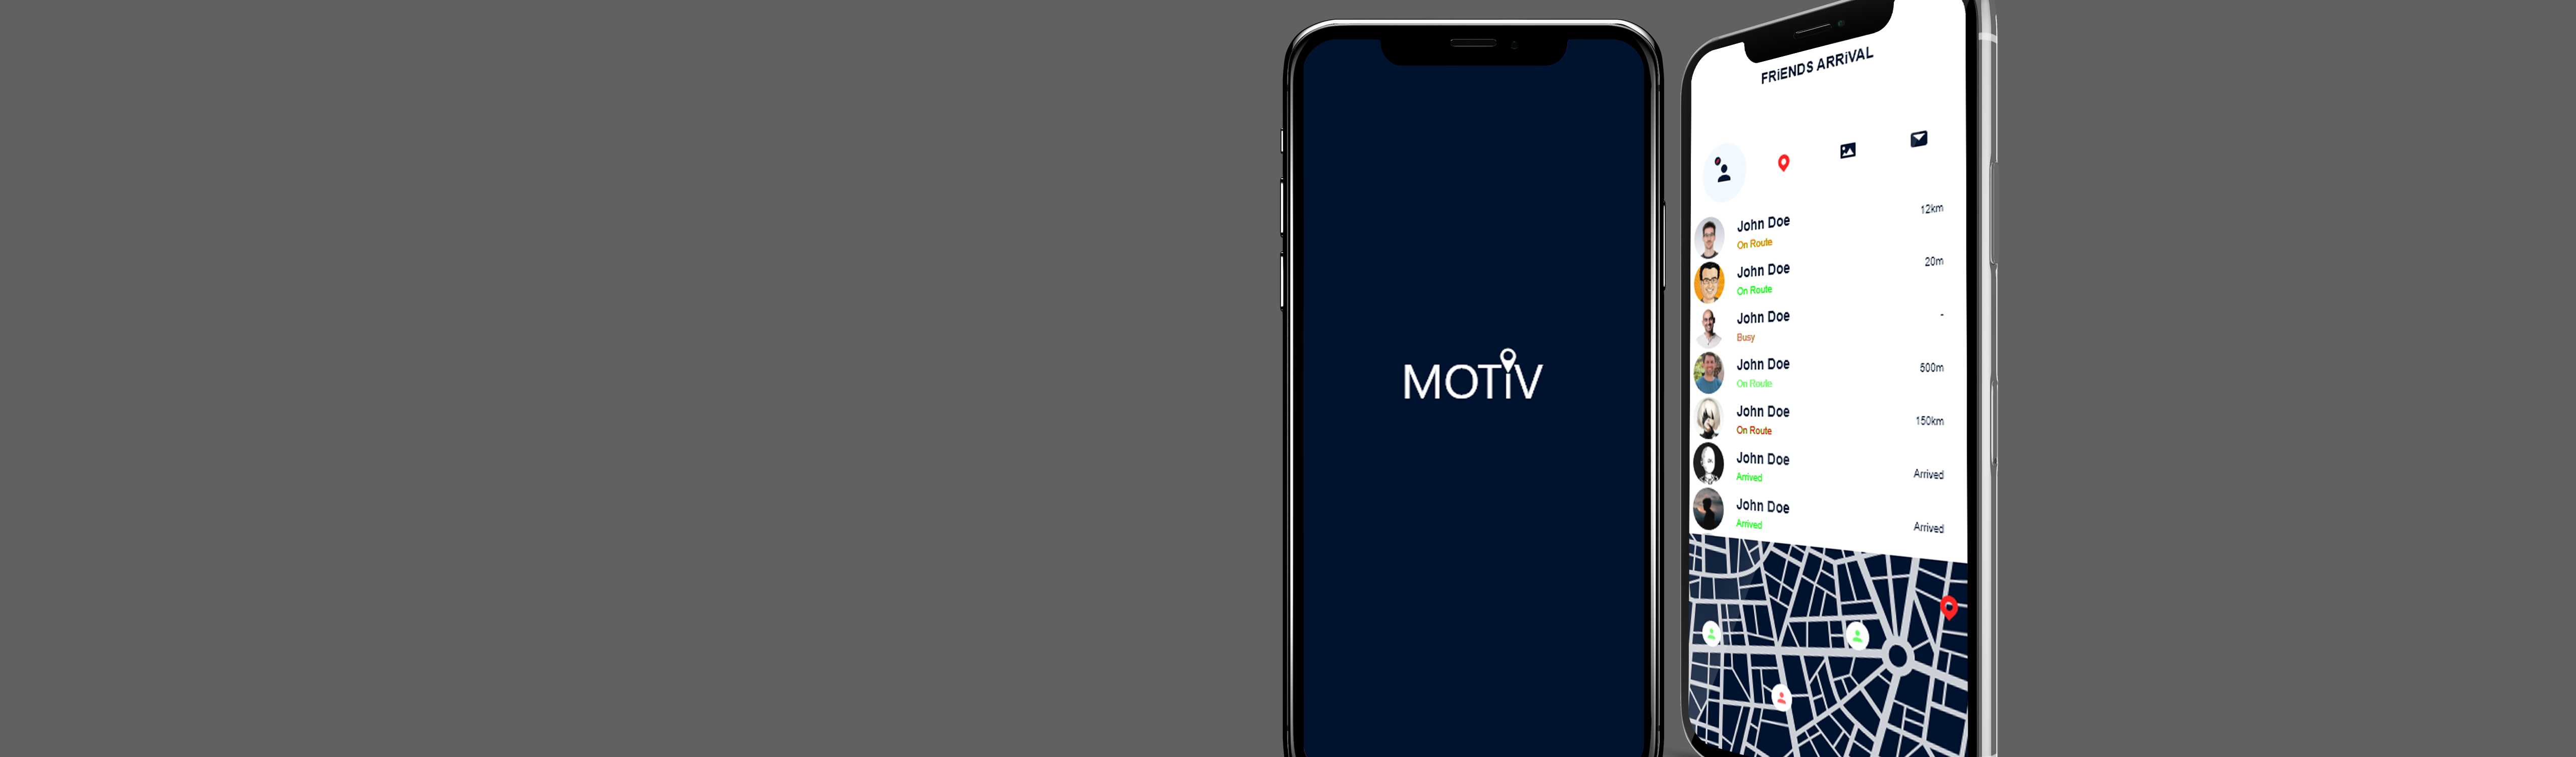 MOTiV
FRiENDS ARRiVAL
John Doe
On Route
12km
John Doe
On Route
20m
John Doe
Busy
-
John Doe
On Route
500m
John Doe
On Route
150km
John Doe
Arrived
Arrived
John Doe
Arrived
Arrived